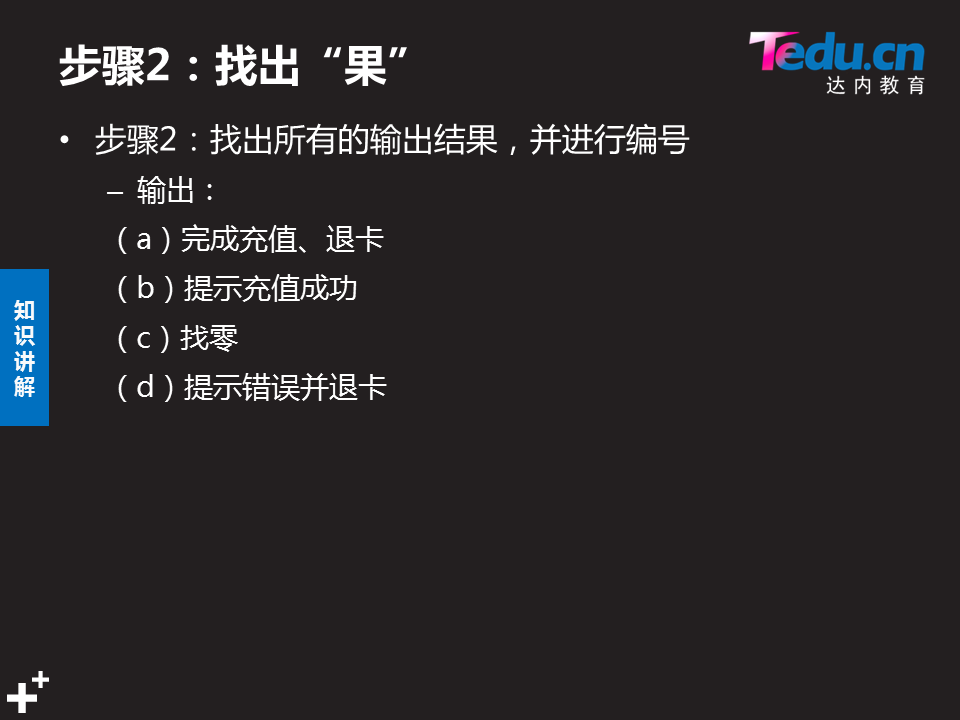 步骤2：找出“果”
Tedu.cn
达内教育
• 步骤2：找出所有的输出结果，并进行编号
– 输出：
（a）完成充值、退卡
（b）提示充值成功
（c）找零
（d）提示错误并退卡
知
识
讲
解